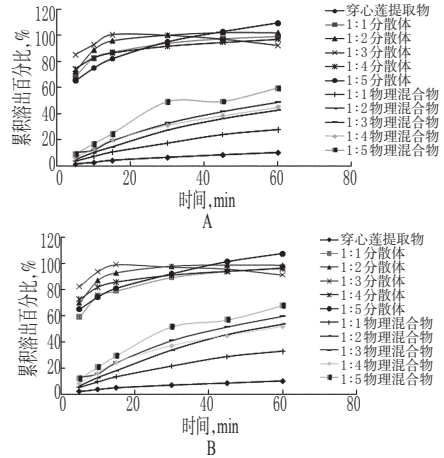 120
100
80
60
40
20
0
累积溶出百分比,%
0 20 40 60 80
时间,min
A
穿心莲提取物
1:1分散体
1:2分散体
1:3分散体
1:4分散体
1:5分散体
1:1物理混合物
1:2物理混合物
1:3物理混合物
1:4物理混合物
1:5物理混合物
120
100
80
60
40
20
0
累积溶出百分比,%
0 20 40 60 80
时间,min
B
穿心莲提取物
1:1分散体
1:2分散体
1:3分散体
1:4分散体
1:5分散体
1:1物理混合物
1:2物理混合物
1:3物理混合物
1:4物理混合物
1:5物理混合物